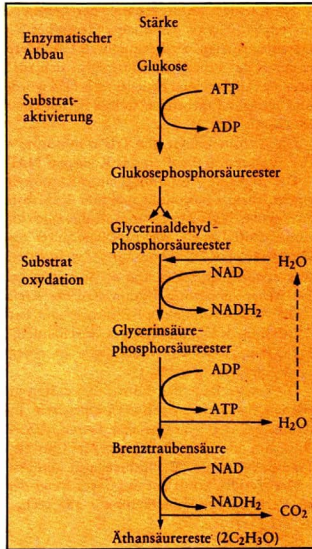 Stärke
Enzymatischer
Abbau
Glukose
Substrat-
aktivierung
ATP
ADP
Glukosephosphorsäureester
Glycerinaldehyd-
phosphorsäureester
Substrat
oxydation
H₂O
NAD
NADH₂
Glycerinsäure-
phosphorsäureester
ADP
ATP
H₂O
Brenztraubensäure
NAD
NADH₂
CO₂
Äthansäurereste (2C₂H₃O)